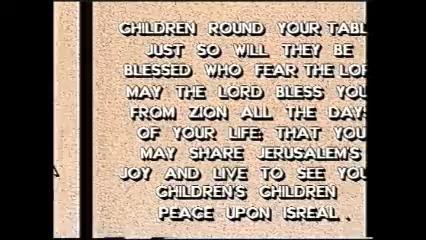 CHILDREN ROUND YOUR TABL
JUST SO WILL THEY BE
BLESSED WHO FEAR THE LOR
MAY THE LORD BLESS YOU
FROM ZION ALL THE DAYS
OF YOUR LIFE: THAT YOU
MAY SHARE JERUSALEM'S
JOY AND LIVE TO SEE YOU
CHILDREN'S CHILDREN
PEACE UPON ISREAL.